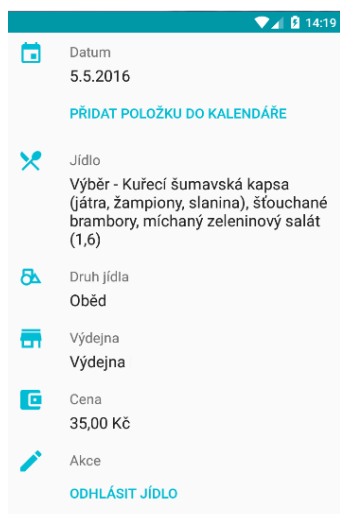 14:19
Datum
5.5.2016
PŘIDAT POLOŽKU DO KALENDÁŘE
Jídlo
Výběr - Kuřecí šumavská kapsa
(játra, žampiony, slanina), šťouchané
brambory, míchaný zeleninový salát
(1,6)
Druh jídla
Oběd
Výdejna
Výdejna
Cena
35,00 Kč
Akce
ODHLÁSIT JÍDLO